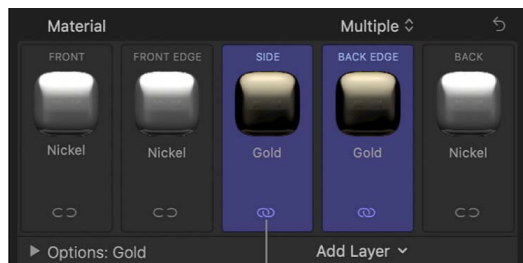 Material Multiple
FRONT FRONT EDGE SIDE BACK EDGE BACK
Nickel Nickel Gold Gold Nickel
Options: Gold Add Layer